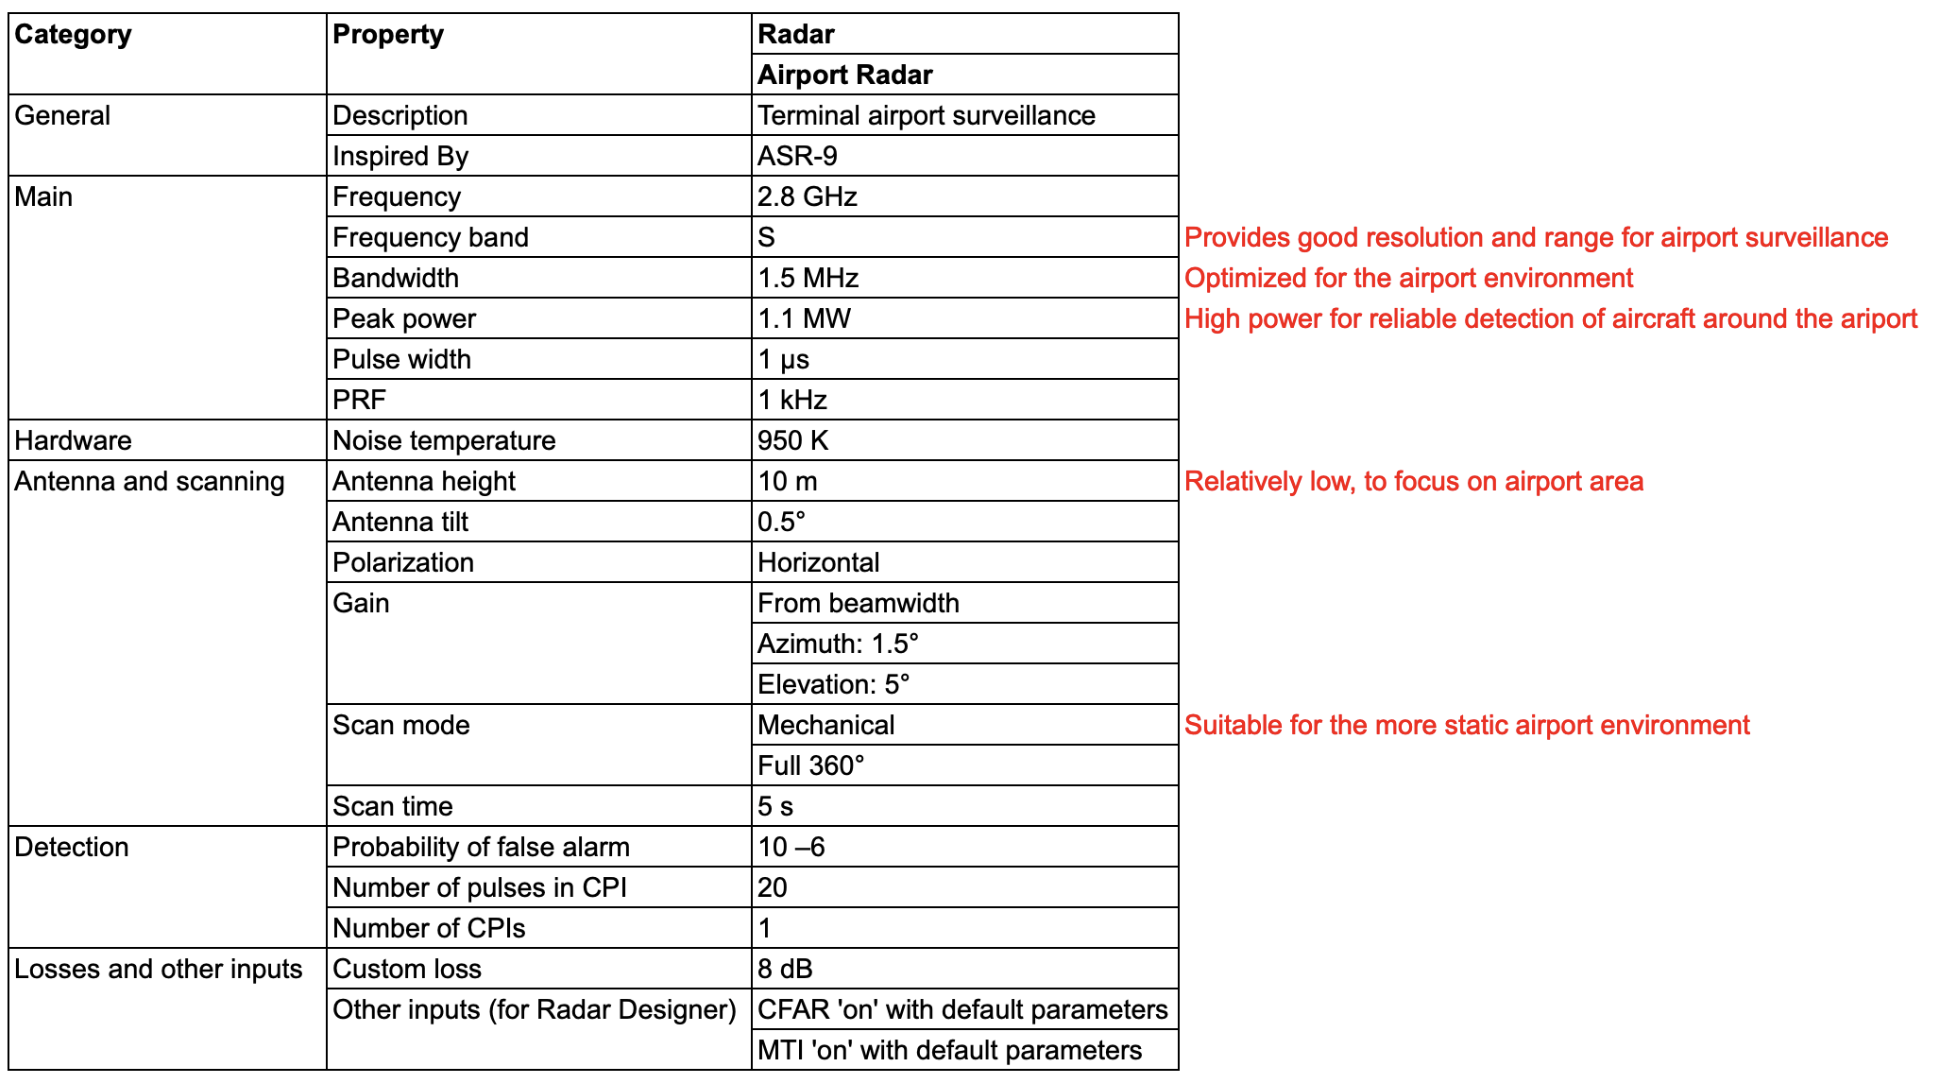 Category Property Radar
Airport Radar
General Description Terminal airport surveillance
Inspired By ASR-9
Main Frequency 2.8 GHz
Frequency band S Provides good resolution and range for airport surveillance
Bandwidth 1.5 MHz Optimized for the airport environment
Peak power 1.1 MW High power for reliable detection of aircraft around the ariport
Pulse width 1 μs
PRF 1 kHz
Hardware Noise temperature 950 K
Antenna and scanning Antenna height 10 m Relatively low, to focus on airport area
Antenna tilt 0.5°
Polarization Horizontal
Gain From beamwidth
Azimuth: 1.5°
Elevation: 5°
Scan mode Mechanical Suitable for the more static airport environment
Full 360°
Scan time 5 s
Detection Probability of false alarm 10 –6
Number of pulses in CPI 20
Number of CPIs 1
Losses and other inputs Custom loss 8 dB
Other inputs (for Radar Designer) CFAR 'on' with default parameters
MTI 'on' with default parameters